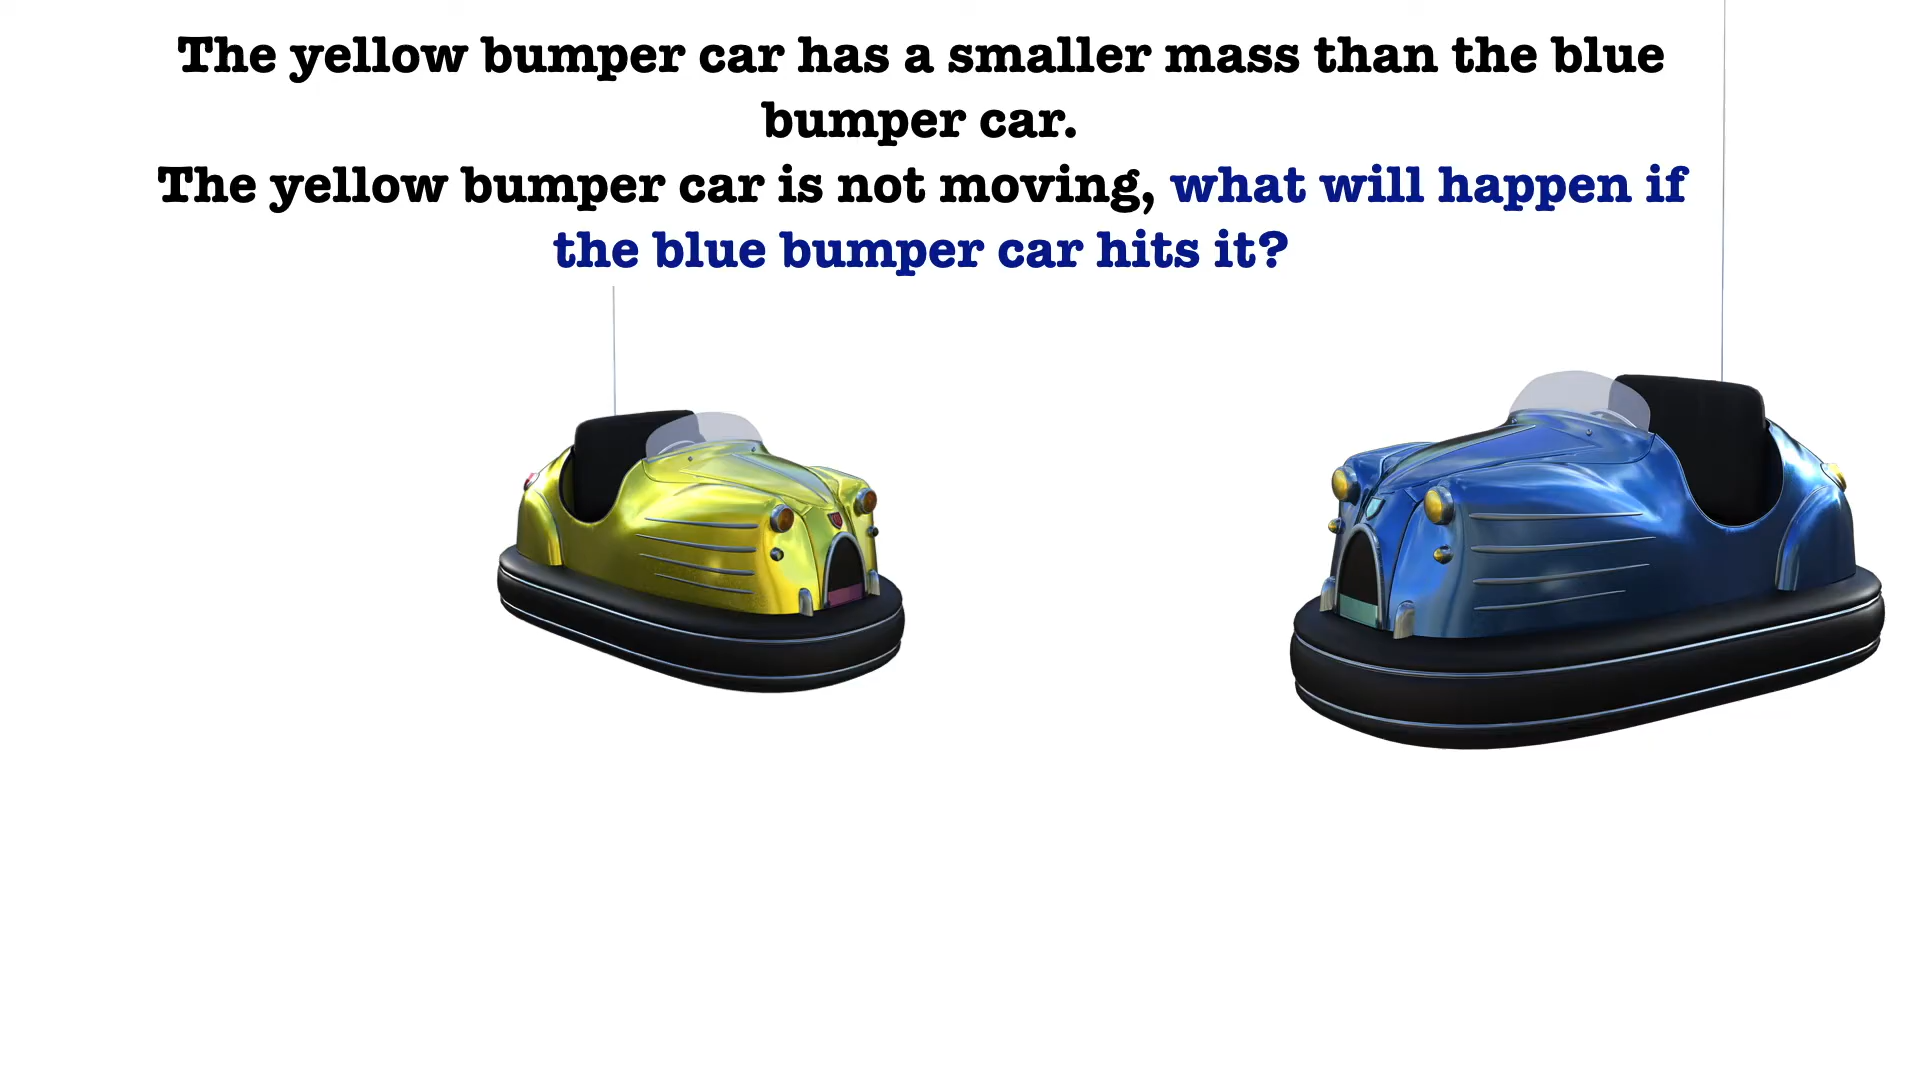 The yellow bumper car has a smaller mass than the blue
bumper car.
The yellow bumper car is not moving, what will happen if
the blue bumper car hits it?